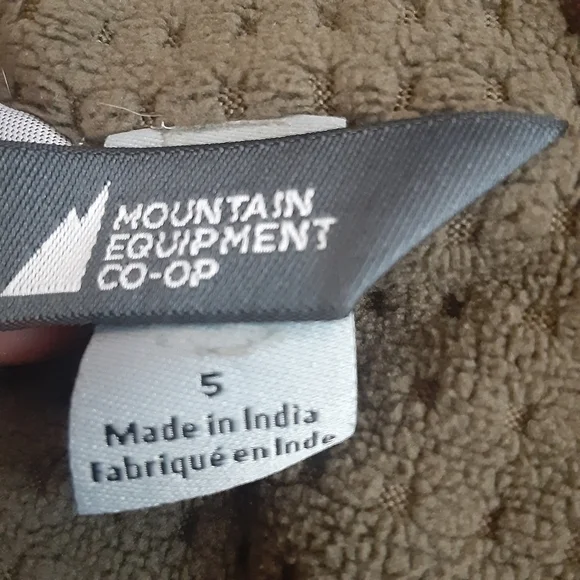 MOUNTAIN
EQUIPMENT
CO-OP
5
Made in India
Fabriqué en Inde